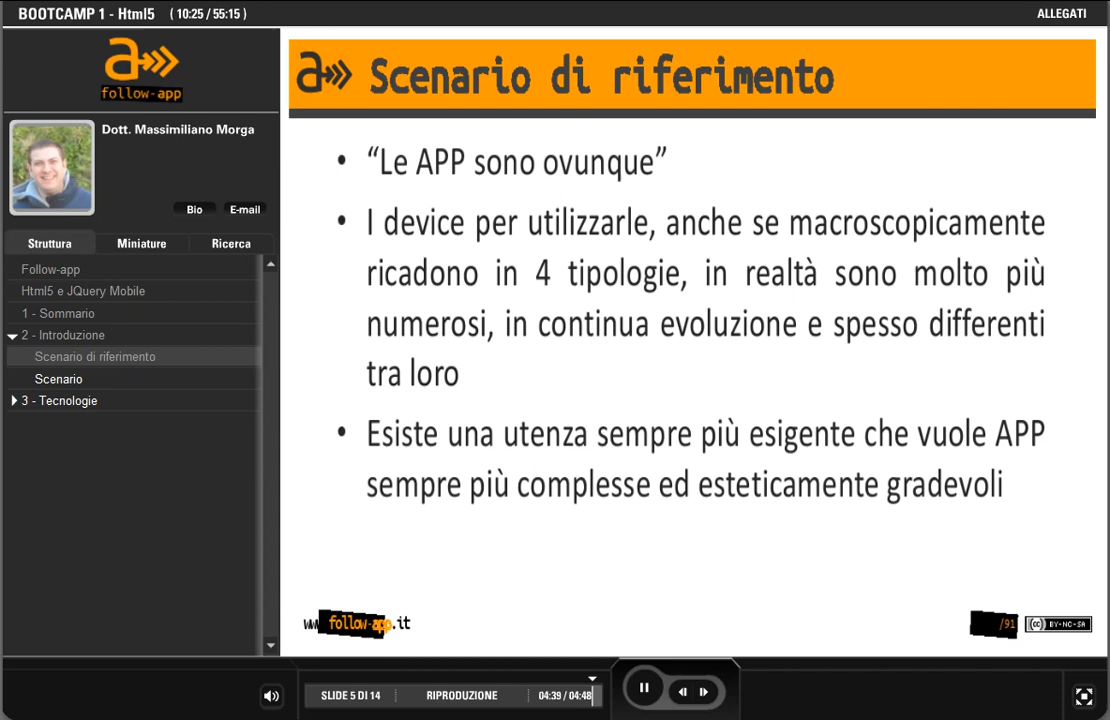 BOOTCAMP 1 - Html5 ( 10:25 / 55:15 )
ALLEGATI
a
follow-app
Dott. Massimiliano Morga
Bio
E-mail
Struttura
Miniature
Ricerca
Follow-app
Html5 e JQuery Mobile
1 - Sommario
2 - Introduzione
Scenario di riferimento
Scenario
3 - Tecnologie
a Scenario di riferimento
• “Le APP sono ovunque”
• I device per utilizzarle, anche se macroscopicamente
ricadono in 4 tipologie, in realtà sono molto più
numerosi, in continua evoluzione e spesso differenti
tra loro
• Esiste una utenza sempre più esigente che vuole APP
sempre più complesse ed esteticamente gradevoli
follow-app.it
/91
(cc) BY-NC-SA
SLIDE 5 DI 14
RIPRODUZIONE
04:39 / 04:48